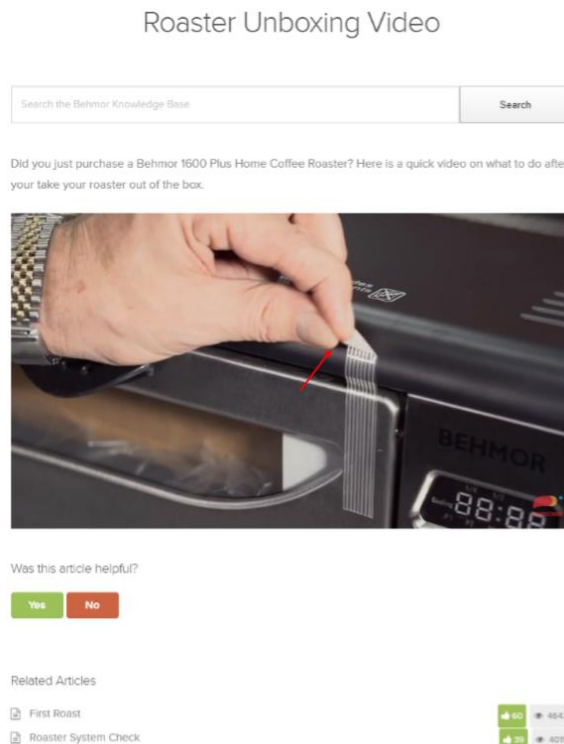 Roaster Unboxing Video
Search the Behmor Knowledge Base
Search
Did you just purchase a Behmor 1600 Plus Home Coffee Roaster? Here is a quick video on what to do afte
your take your roaster out of the box.
BEHMOR
88:88
Was this article helpful?
Yes
No
Related Articles
First Roast
60
Roaster System Check
39